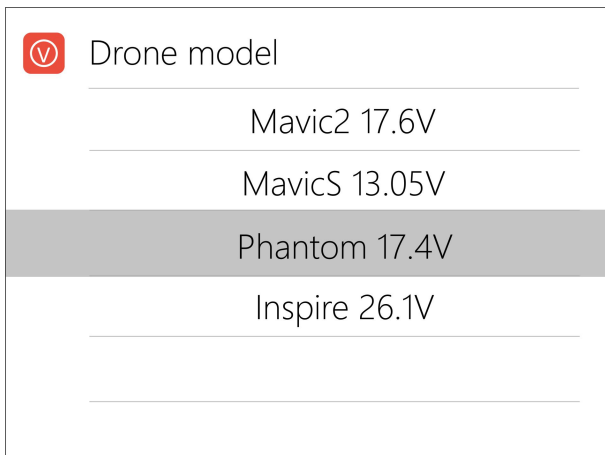 Drone model
Mavic2 17.6V
MavicS 13.05V
Phantom 17.4V
Inspire 26.1V